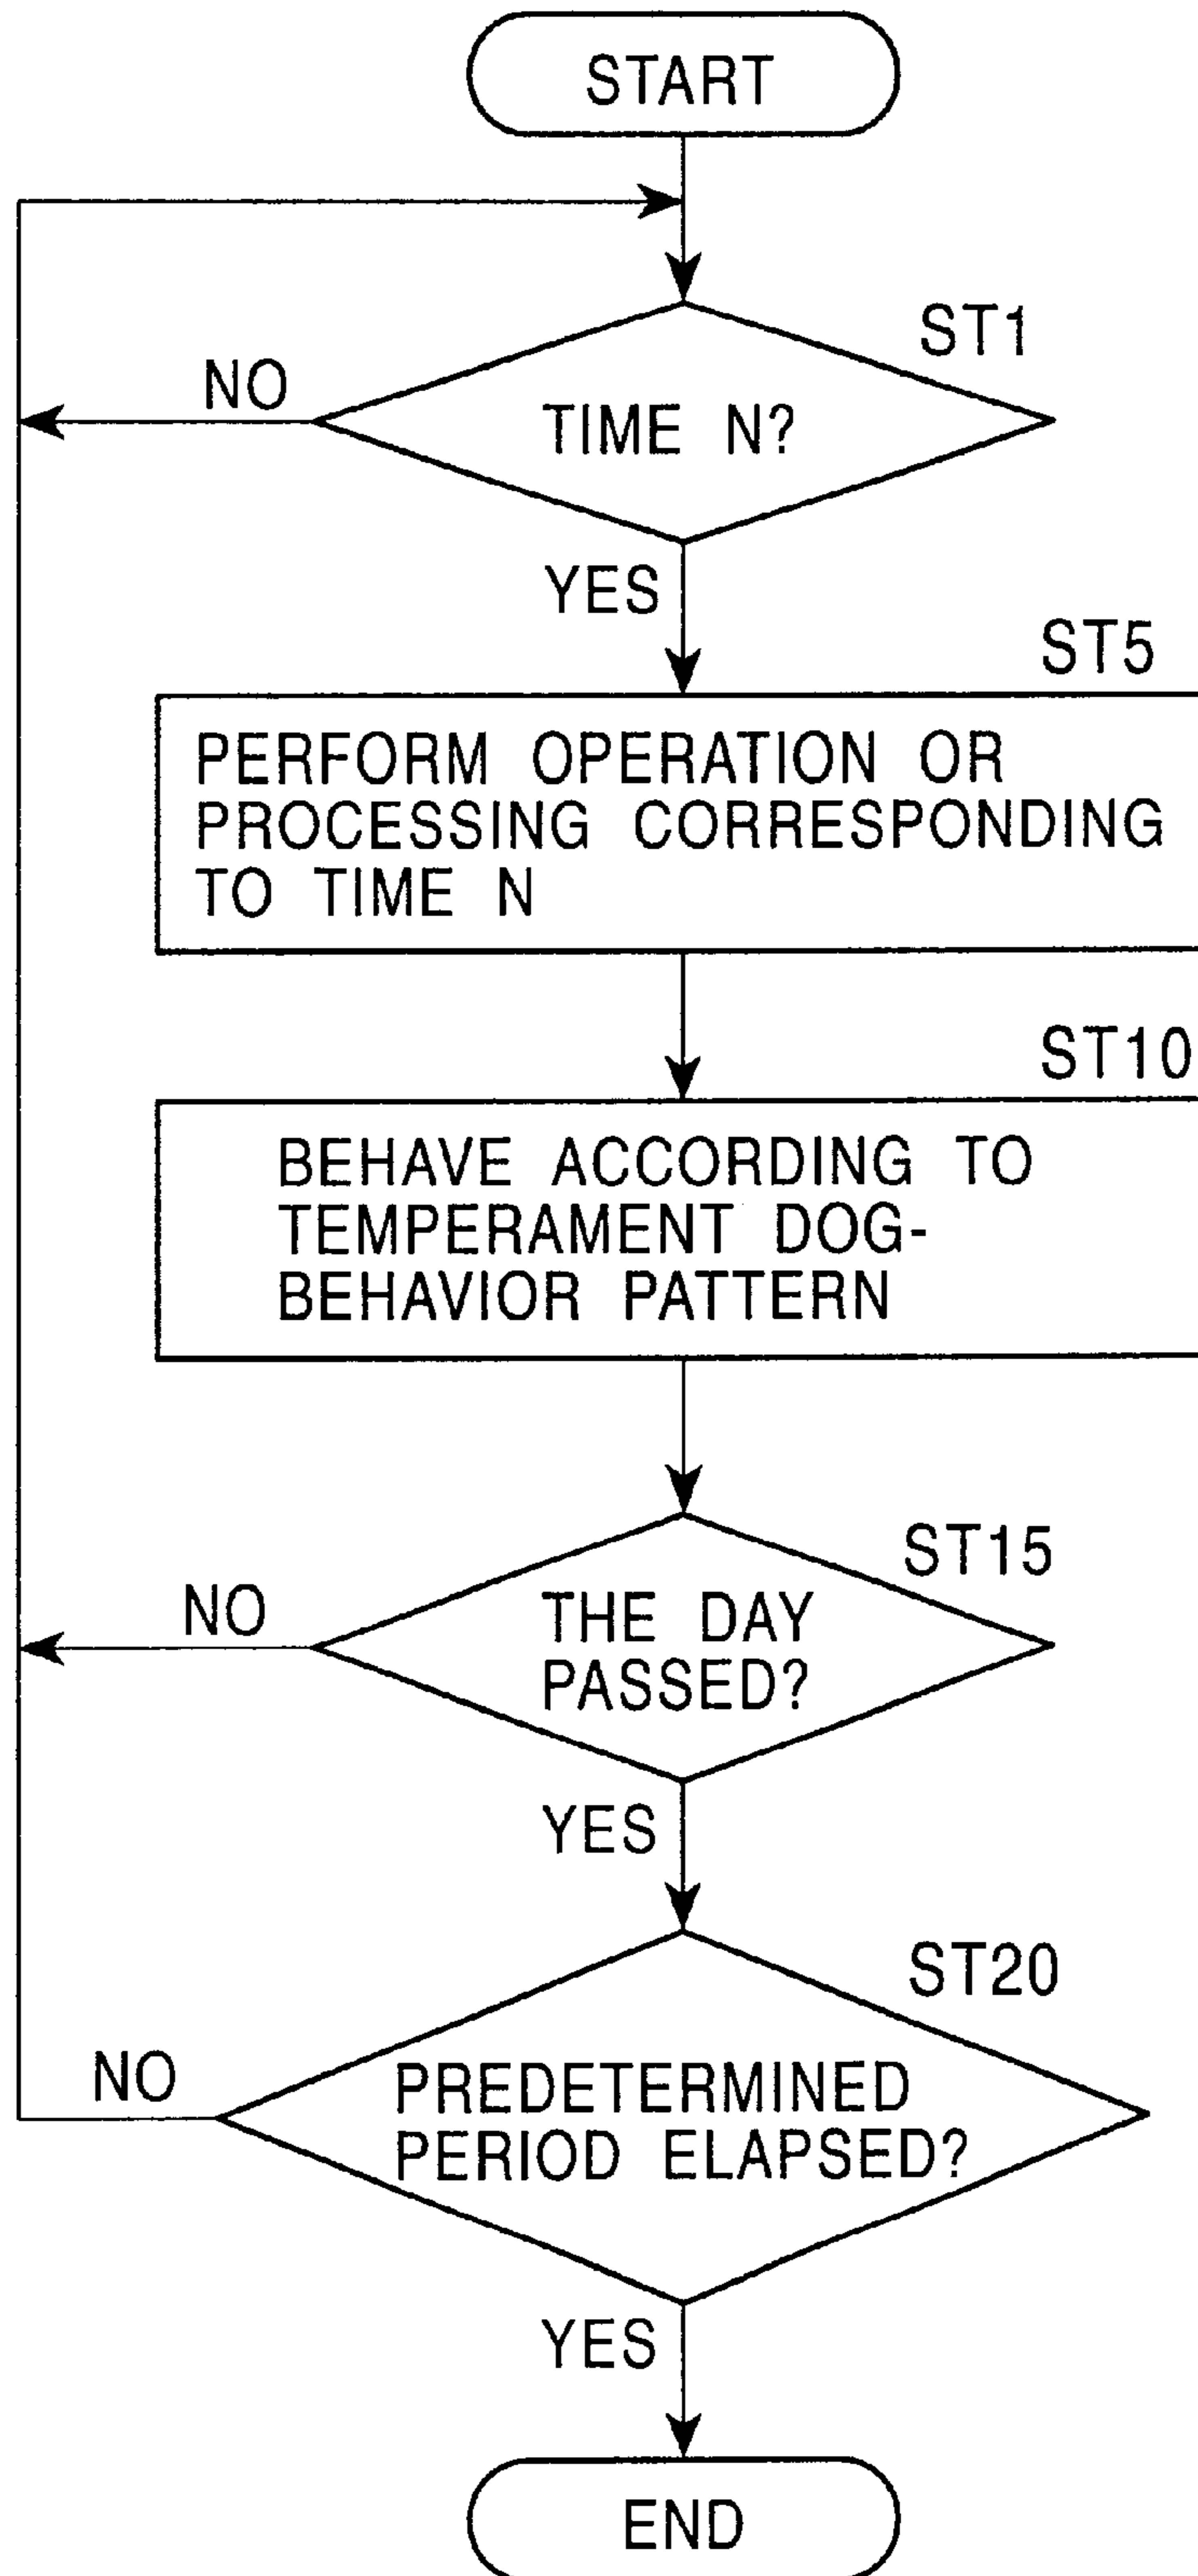 START
ST1
NO
TIME N?
YES
ST5
PERFORM OPERATION OR
PROCESSING CORRESPONDING
TO TIME N
ST10
BEHAVE ACCORDING TO
TEMPERAMENT DOG-
BEHAVIOR PATTERN
ST15
NO
THE DAY
PASSED?
YES
ST20
NO
PREDETERMINED
PERIOD ELAPSED?
YES
END